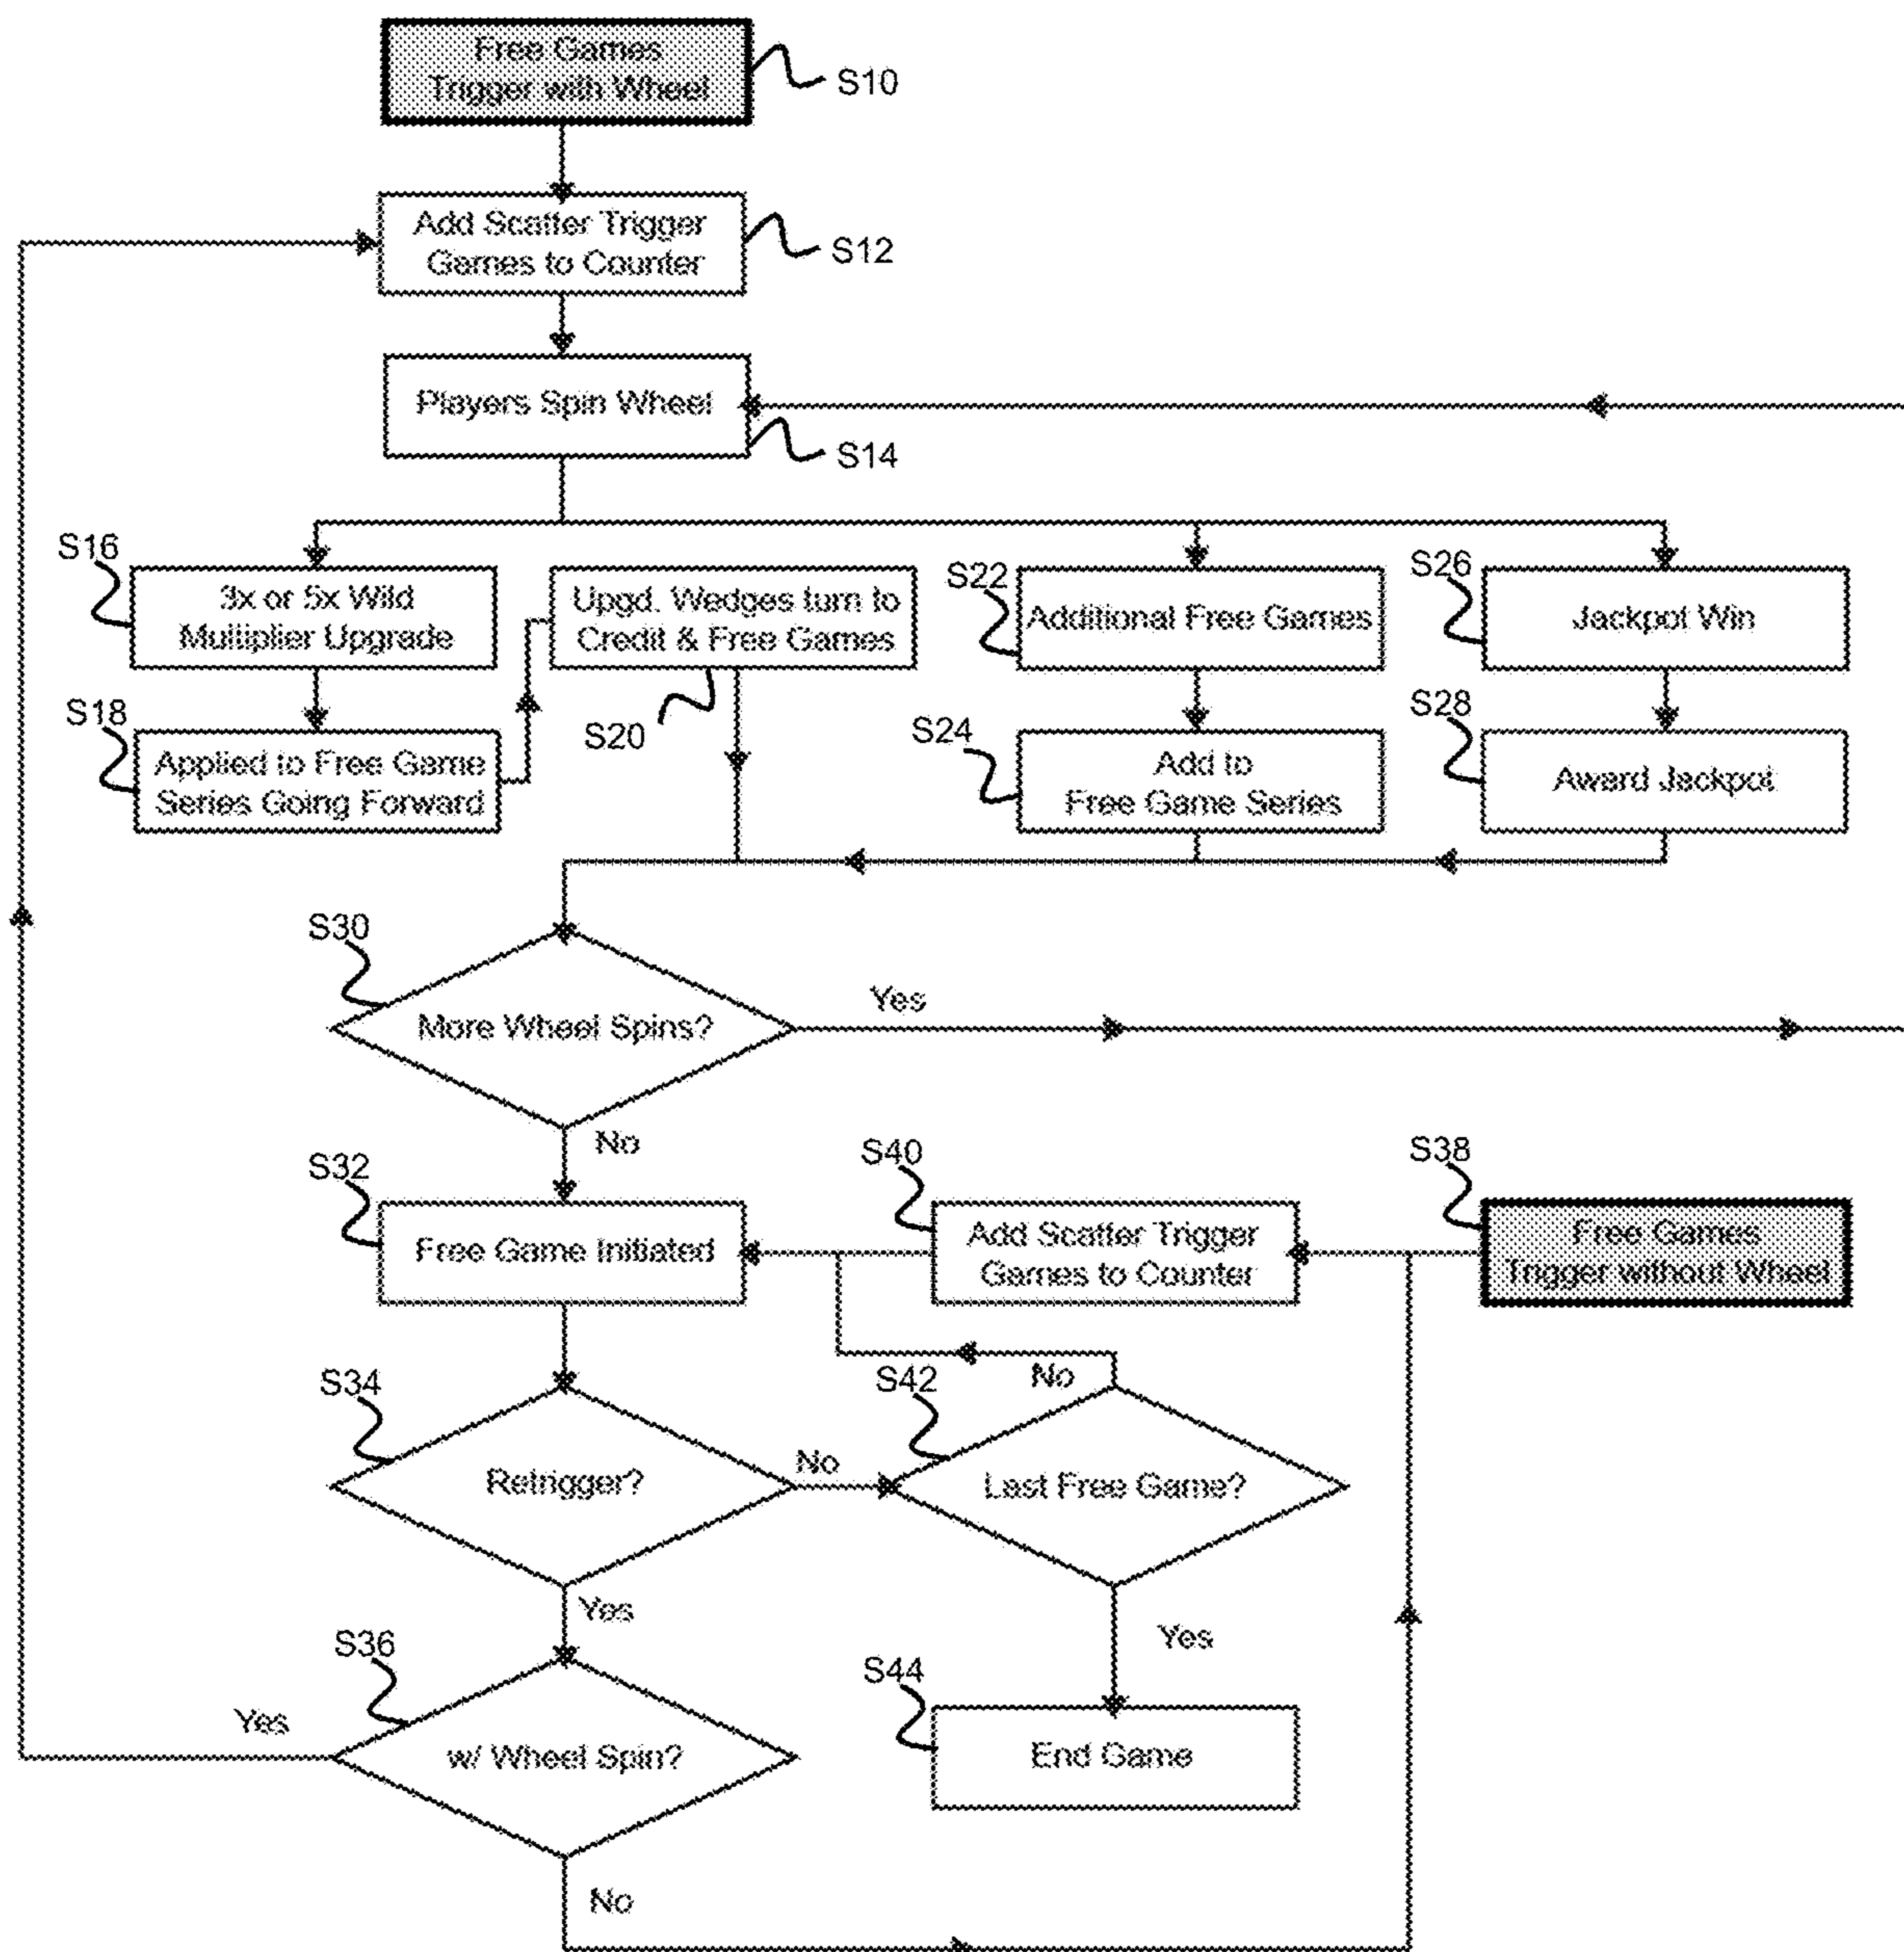 Free Games
Trigger with Wheel
S10
Add Scatter Trigger
Games to Counter
S12
Players Spin Wheel
S14
S16
3x or 5x Wild
Multiplier Upgrade
Upgd. Wedges turn to
Credit & Free Games
S22
Additional Free Games
S26
Jackpot Win
S18
Applied to Free Game
Series Going Forward
S20
S24
Add to
Free Game Series
S28
Award Jackpot
S30
More Wheel Spins?
Yes
No
S32
Free Game Initiated
S40
Add Scatter Trigger
Games to Counter
S38
Free Games
Trigger without Wheel
S34
Retrigger?
No
S42
No
Last Free Game?
Yes
Yes
S36
w/ Wheel Spin?
Yes
No
S44
End Game